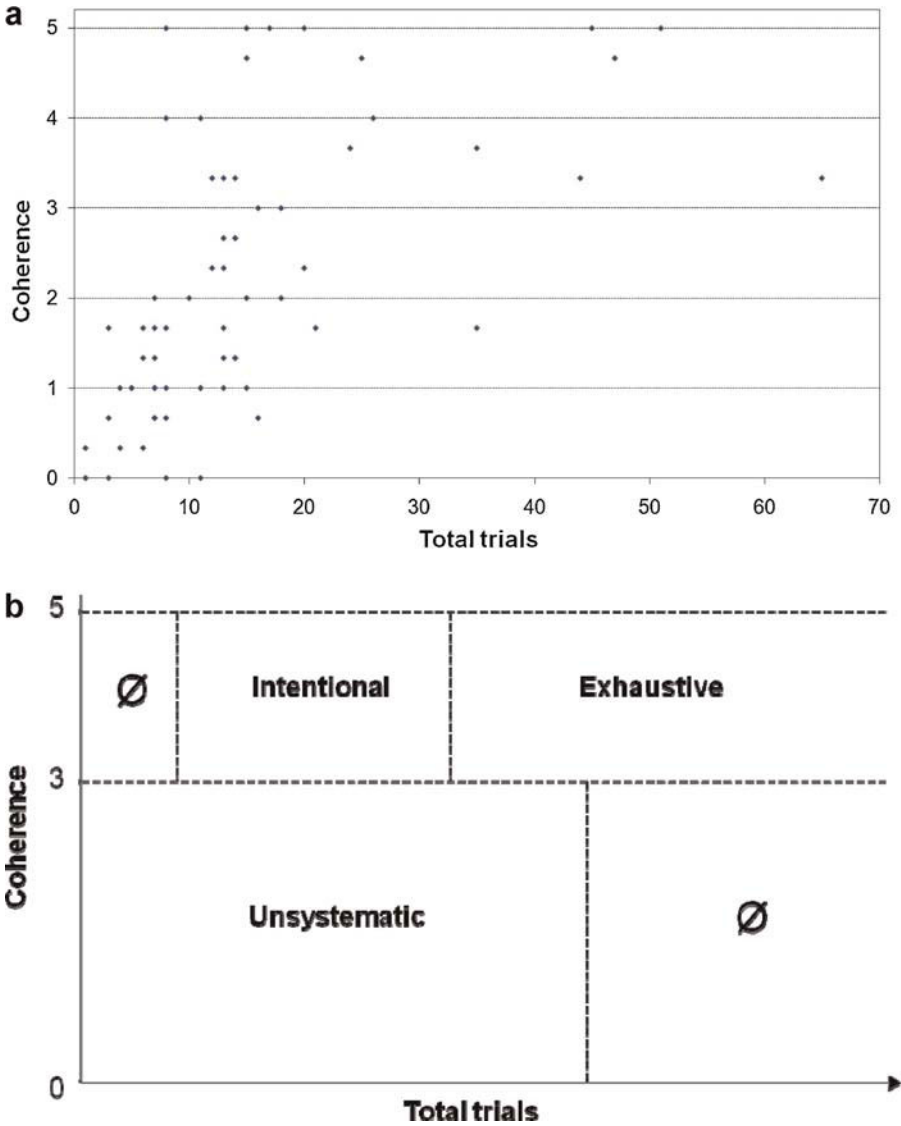 a
5
4
3
2
1
0
Coherence
0 10 20 30 40 50 60 70
Total trials
b
5
Ø Intentional Exhaustive
3
Coherence
Unsystematic Ø
0
Total trials